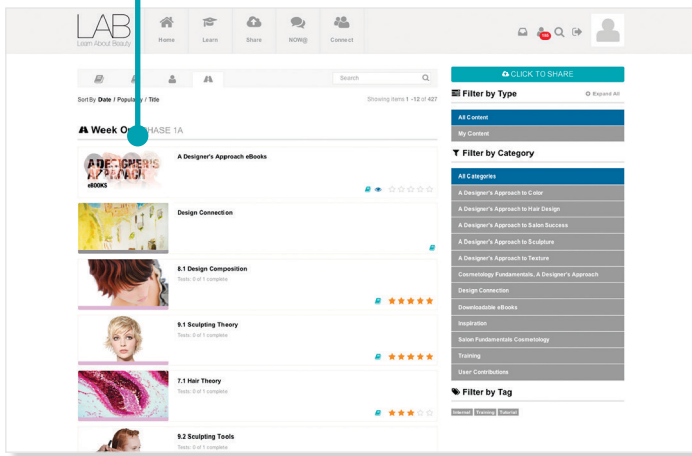 LAB
Learn About Beauty
Home
Learn
Share
NOW@
Connect
Search
CLICK TO SHARE
Sort By Date / Popularity / Title
Showing items 1 -12 of 427
Filter by Type
Expand All
All Content
My Content
Week O PHASE 1A
Filter by Category
A DESIGNER'S
APPROACH
eBOOKS
A Designer's Approach eBooks
All Categories
A Designer's Approach to Color
A Designer's Approach to Hair Design
A Designer's Approach to Salon Success
A Designer's Approach to Sculpture
A Designer's Approach to Texture
Cosmetology Fundamentals, A Designer's Approach
Design Connection
Downloadable eBooks
Inspiration
Salon Fundamentals Cosmetology
Training
User Contributions
Design Connection
8.1 Design Composition
Tests: 0 of 1 complete
9.1 Sculpting Theory
Tests: 0 of 1 complete
7.1 Hair Theory
Tests: 0 of 1 complete
Filter by Tag
Internal Training Tutorial
9.2 Sculpting Tools
Tests: 0 of 1 complete